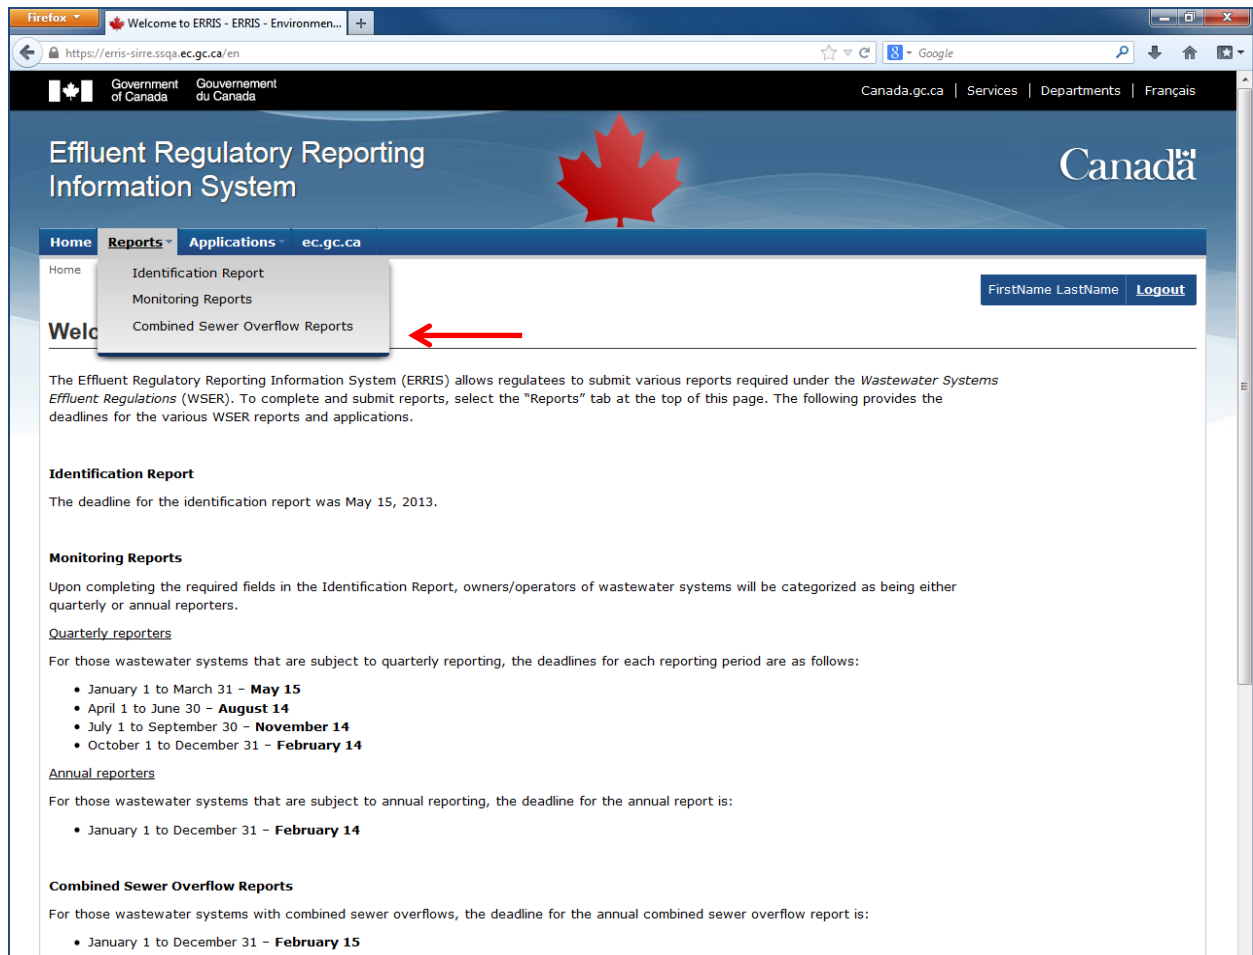 Firefox
Welcome to ERRIS - ERRIS - Environmen...
https://erris-sirre.ssqa.ec.gc.ca/en
Google
Government of Canada
Gouvernement du Canada
Canada.gc.ca | Services | Departments | Français
Effluent Regulatory Reporting
Information System
Canada
Home Reports Applications ec.gc.ca
Home
Identification Report
Monitoring Reports
Combined Sewer Overflow Reports
FirstName LastName Logout
Welc
The Effluent Regulatory Reporting Information System (ERRIS) allows regulatees to submit various reports required under the Wastewater Systems
Effluent Regulations (WSER). To complete and submit reports, select the “Reports” tab at the top of this page. The following provides the
deadlines for the various WSER reports and applications.
Identification Report
The deadline for the identification report was May 15, 2013.
Monitoring Reports
Upon completing the required fields in the Identification Report, owners/operators of wastewater systems will be categorized as being either
quarterly or annual reporters.
Quarterly reporters
For those wastewater systems that are subject to quarterly reporting, the deadlines for each reporting period are as follows:
• January 1 to March 31 – May 15
• April 1 to June 30 – August 14
• July 1 to September 30 – November 14
• October 1 to December 31 – February 14
Annual reporters
For those wastewater systems that are subject to annual reporting, the deadline for the annual report is:
• January 1 to December 31 – February 14
Combined Sewer Overflow Reports
For those wastewater systems with combined sewer overflows, the deadline for the annual combined sewer overflow report is:
• January 1 to December 31 – February 15